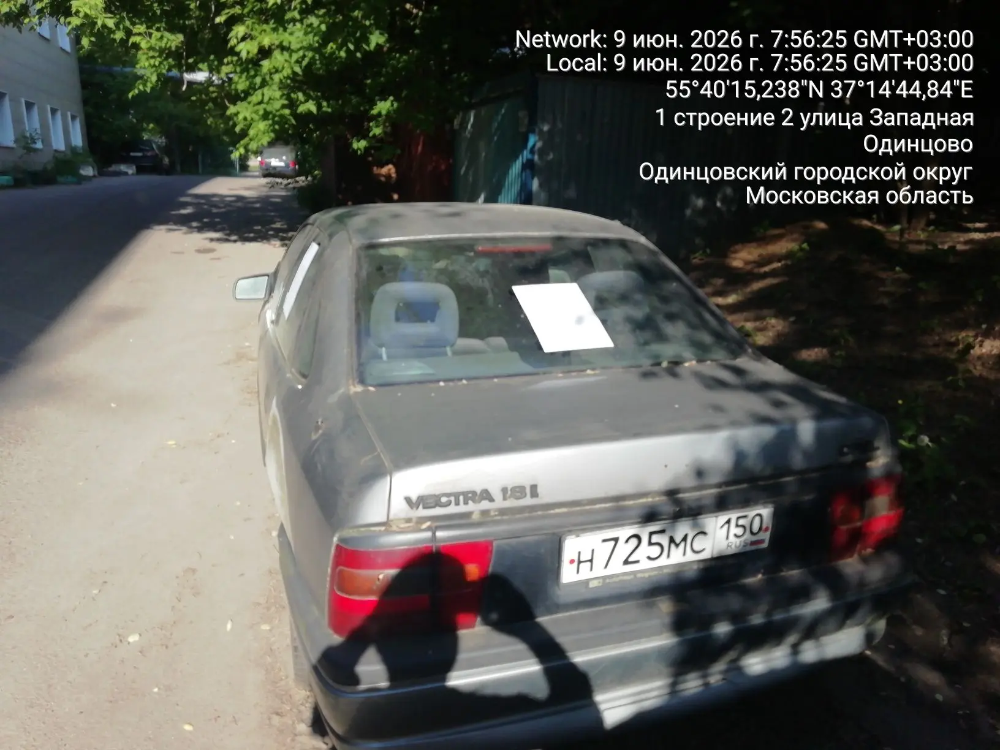 Network: 9 июн. 2026 г. 7:56:25 GMT+03:00
Local: 9 июн. 2026 г. 7:56:25 GMT+03:00
55°40'15,238"N 37°14'44,84"E
1 строение 2 улица Западная
Одинцово
Одинцовский городской округ
Московская область
VECTRA 1.8 I
Н725МС 150
RUS